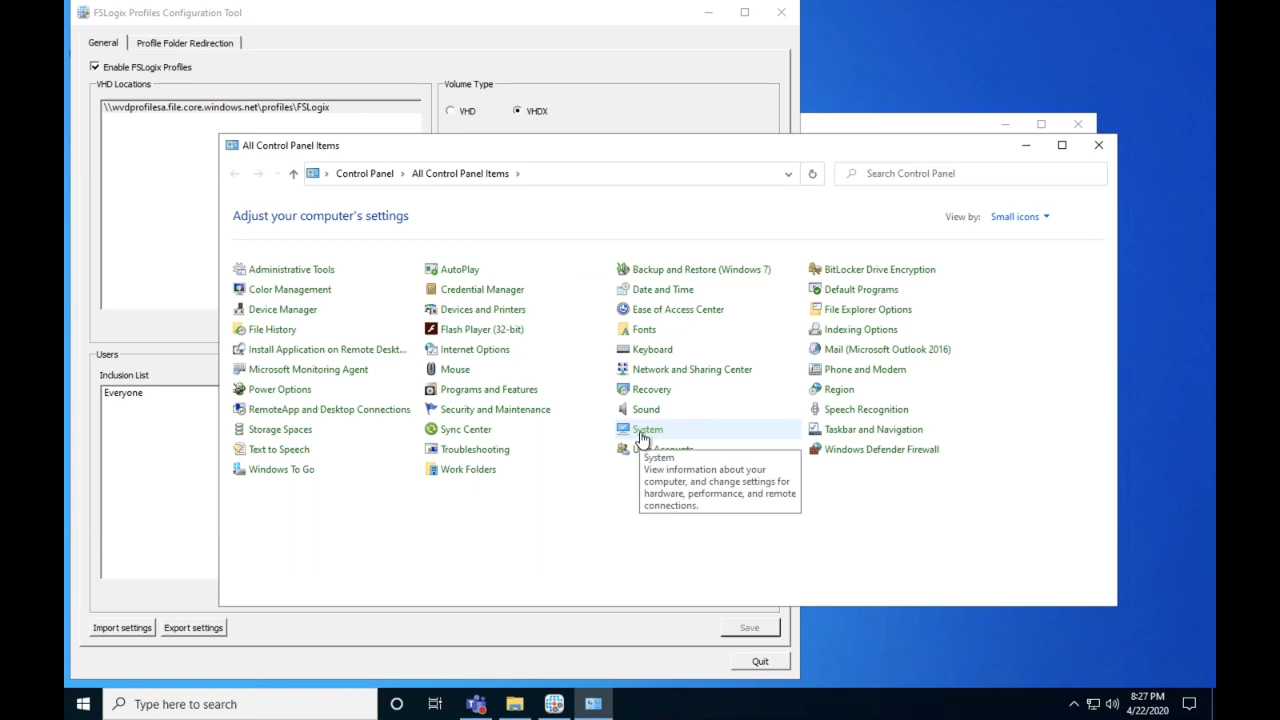 FSLogix Profiles Configuration Tool
General
Profile Folder Redirection
Enable FSLogix Profiles
VHD Locations
Volume Type
\\wvdprofilesa.file.core.windows.net\profiles\FSLogix
VHD
VHDX
All Control Panel Items
Control Panel
All Control Panel Items
Search Control Panel
Adjust your computer's settings
View by:
Small icons
Administrative Tools
AutoPlay
Backup and Restore (Windows 7)
BitLocker Drive Encryption
Color Management
Credential Manager
Date and Time
Default Programs
Device Manager
Devices and Printers
Ease of Access Center
File Explorer Options
File History
Flash Player (32-bit)
Fonts
Indexing Options
Install Application on Remote Deskt...
Internet Options
Keyboard
Mail (Microsoft Outlook 2016)
Microsoft Monitoring Agent
Mouse
Network and Sharing Center
Phone and Modem
Power Options
Programs and Features
Recovery
Region
RemoteApp and Desktop Connections
Security and Maintenance
Sound
Speech Recognition
Storage Spaces
Sync Center
System
Taskbar and Navigation
Text to Speech
Troubleshooting
Windows Defender Firewall
Windows To Go
Work Folders
System
View information about your
computer, and change settings for
hardware, performance, and remote
connections.
Users
Inclusion List
Everyone
Import settings
Export settings
Save
Quit
Type here to search
8:27 PM
4/22/2020